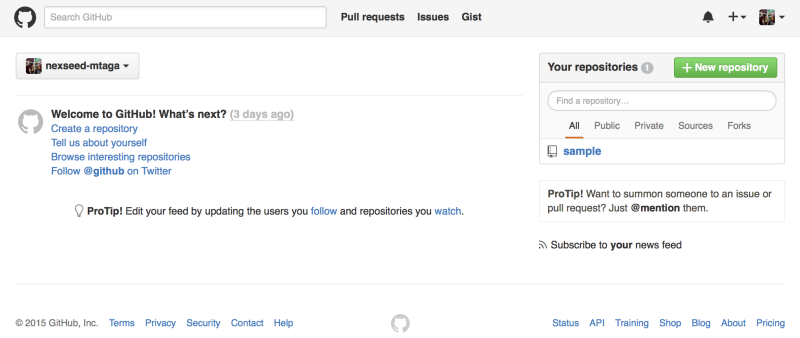 Search GitHub
Pull requests Issues Gist
nexseed-mtaga
Welcome to GitHub! What's next? (3 days ago)
Create a repository
Tell us about yourself
Browse interesting repositories
Follow @github on Twitter
ProTip! Edit your feed by updating the users you follow and repositories you watch.
Your repositories 1
+ New repository
Find a repository...
All Public Private Sources Forks
sample
ProTip! Want to summon someone to an issue or
pull request? Just @mention them.
Subscribe to your news feed
© 2015 GitHub, Inc. Terms Privacy Security Contact Help
Status API Training Shop Blog About Pricing